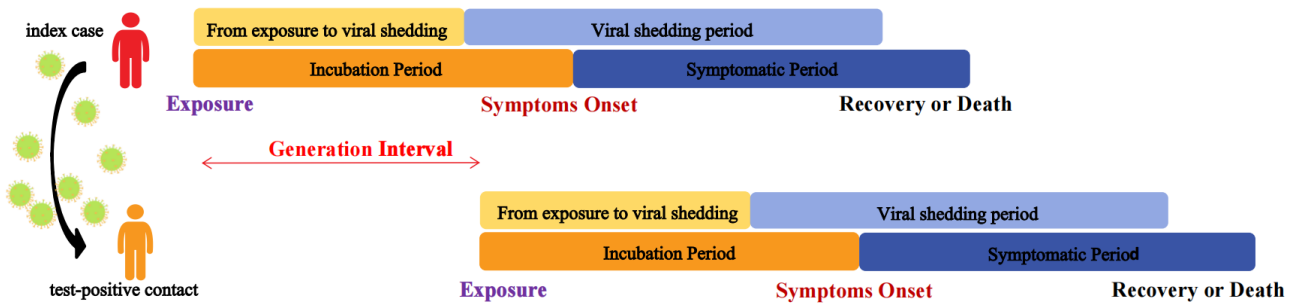 index case
From exposure to viral shedding
Viral shedding period
Incubation Period
Symptomatic Period
Exposure
Symptoms Onset
Recovery or Death
Generation Interval
From exposure to viral shedding
Viral shedding period
Incubation Period
Symptomatic Period
test-positive contact
Exposure
Symptoms Onset
Recovery or Death